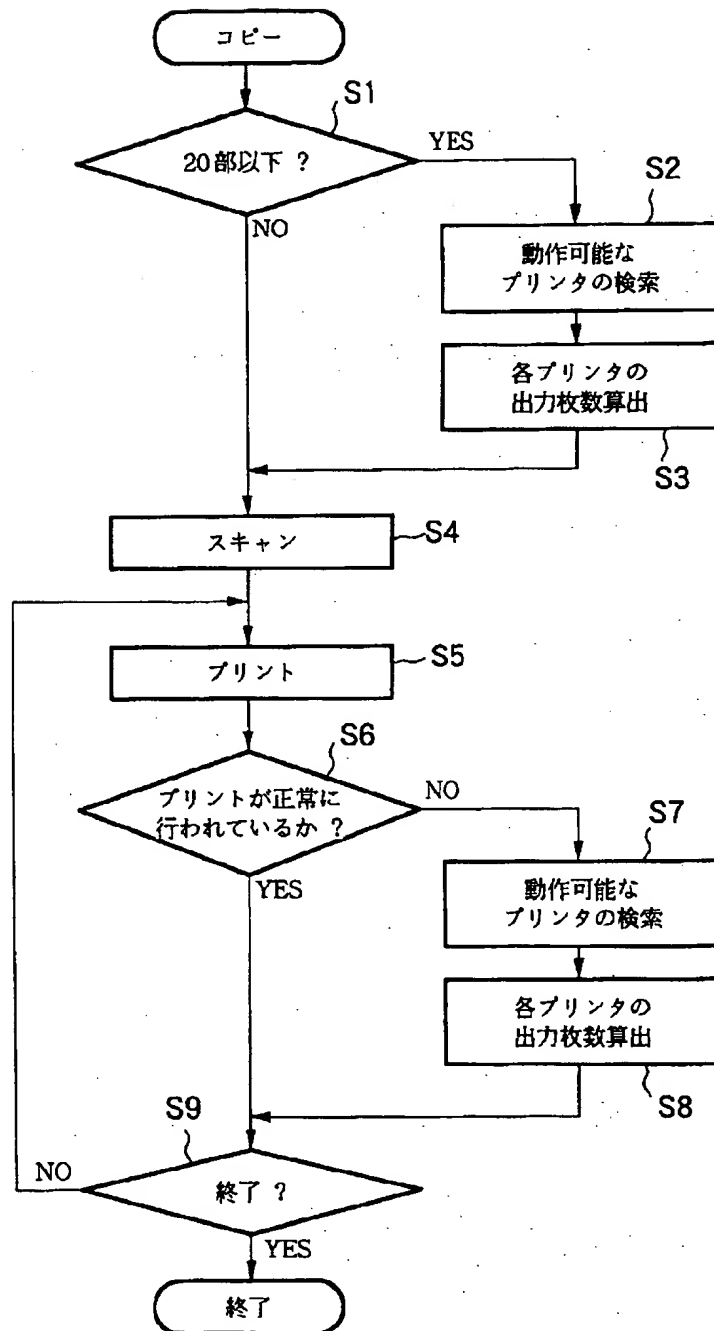 コピー
S1
20部以下 ?
YES
NO
S2
動作可能な
プリンタの検索
各プリンタの
出力枚数算出
S3
スキャン
S4
プリント
S5
S6
プリントが正常に
行われているか ?
NO
YES
S7
動作可能な
プリンタの検索
各プリンタの
出力枚数算出
S8
S9
NO
終了 ?
YES
終了